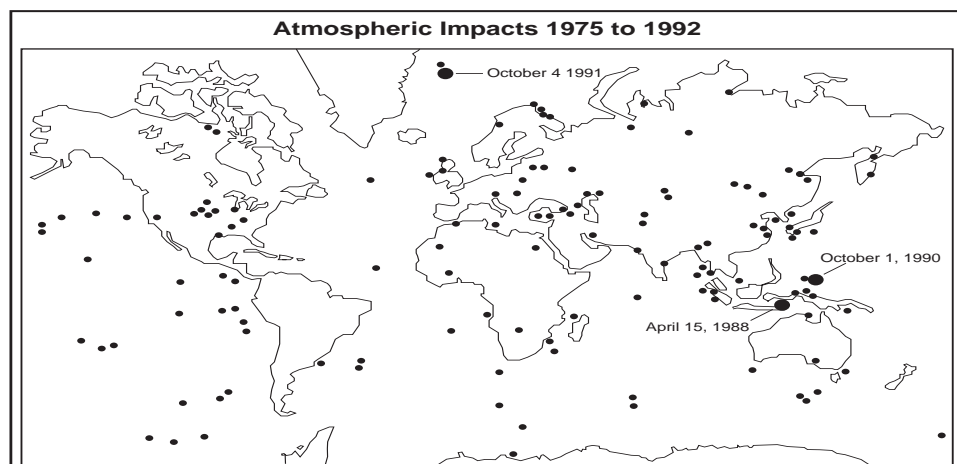 Atmospheric Impacts 1975 to 1992
October 4 1991
October 1, 1990
April 15, 1988